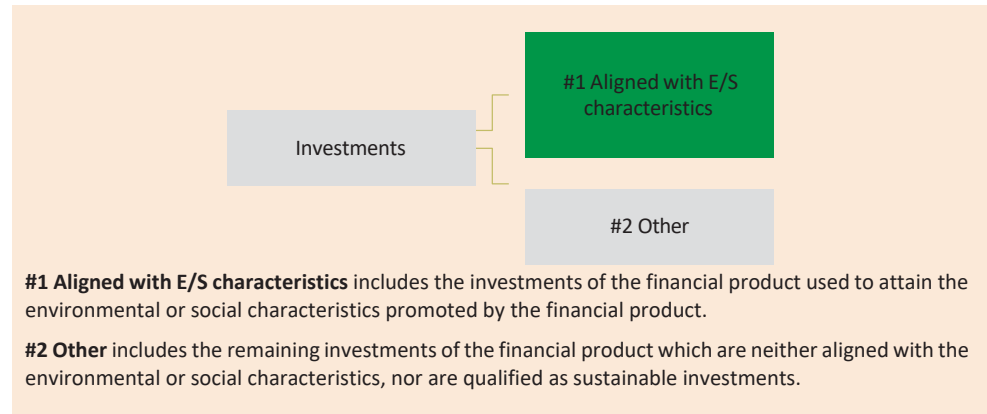 #1 Aligned with E/S
characteristics
Investments
#2 Other
#1 Aligned with E/S characteristics includes the investments of the financial product used to attain the
environmental or social characteristics promoted by the financial product.
#2 Other includes the remaining investments of the financial product which are neither aligned with the
environmental or social characteristics, nor are qualified as sustainable investments.